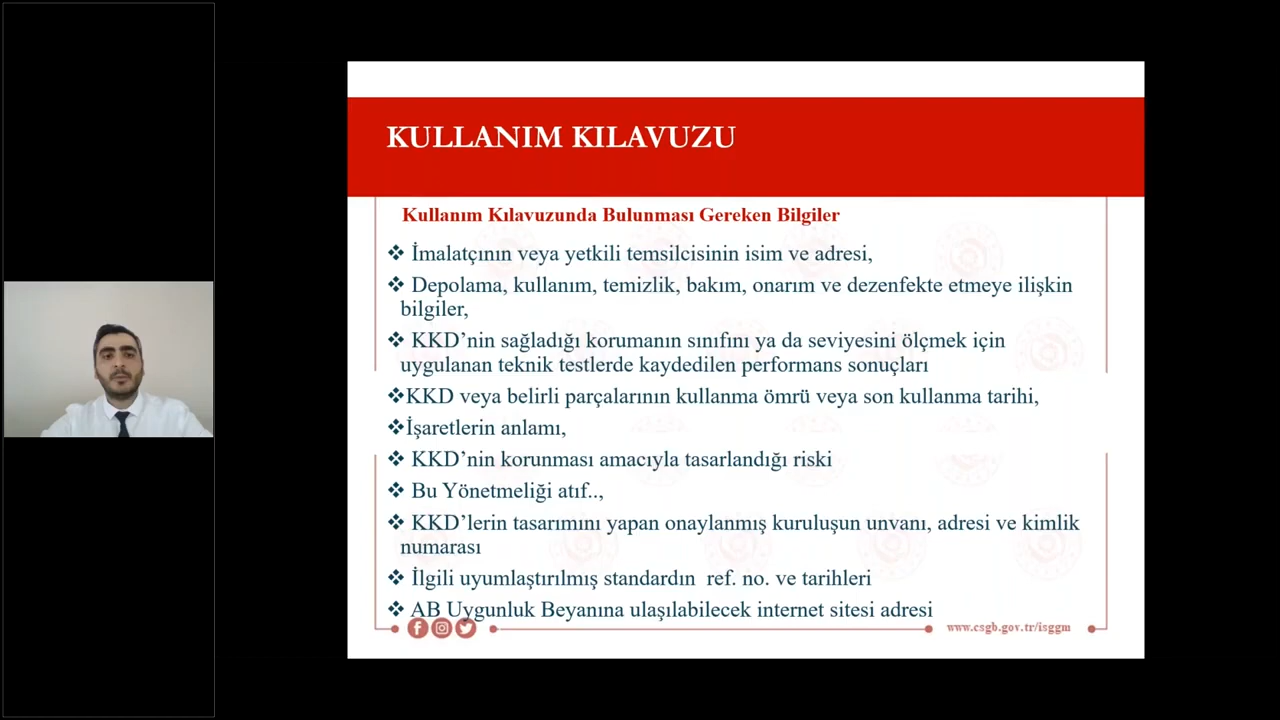 KULLANIM KILAVUZU
Kullanım Kılavuzunda Bulunması Gereken Bilgiler
❖ İmalatçının veya yetkili temsilcisinin isim ve adresi,
❖ Depolama, kullanım, temizlik, bakım, onarım ve dezenfekte etmeye ilişkin
bilgiler,
❖ KKD’nin sağladığı korumanın sınıfını ya da seviyesini ölçmek için
uygulanan teknik testlerde kaydedilen performans sonuçları
❖KKD veya belirli parçalarının kullanma ömrü veya son kullanma tarihi,
❖İşaretlerin anlamı,
❖ KKD’nin korunması amacıyla tasarlandığı riski
❖ Bu Yönetmeliği atıf..,
❖ KKD’lerin tasarımını yapan onaylanmış kuruluşun unvanı, adresi ve kimlik
numarası
❖ İlgili uyumlaştırılmış standardın ref. no. ve tarihleri
❖ AB Uygunluk Beyanına ulaşılabilecek internet sitesi adresi
www.csgb.gov.tr/isggm